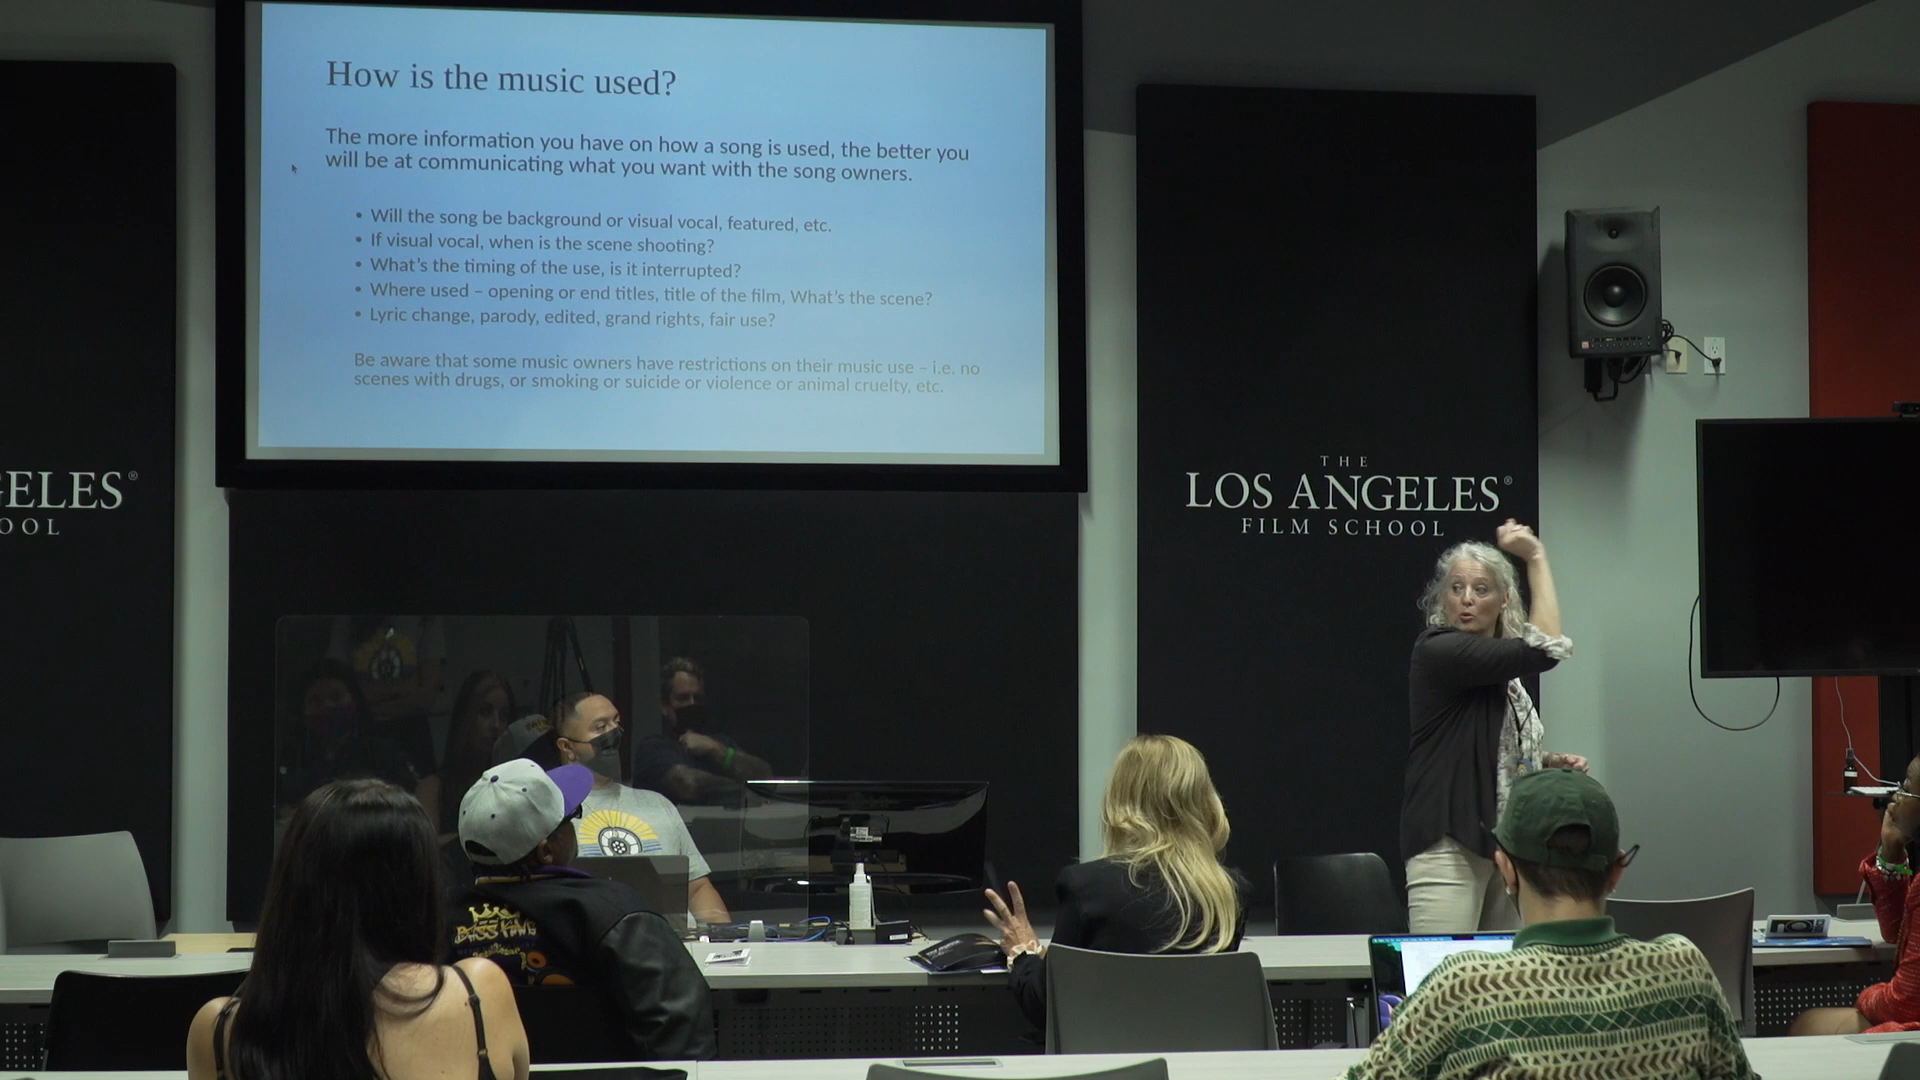 How is the music used?
The more information you have on how a song is used, the better you
will be at communicating what you want with the song owners.
• Will the song be background or visual vocal, featured, etc.
• If visual vocal, when is the scene shooting?
• What's the timing of the use, is it interrupted?
• Where used – opening or end titles, title of the film, What's the scene?
• Lyric change, parody, edited, grand rights, fair use?
Be aware that some music owners have restrictions on their music use – i.e. no
scenes with drugs, or smoking or suicide or violence or animal cruelty, etc.
GELES®
OOL
THE
LOS ANGELES®
FILM SCHOOL